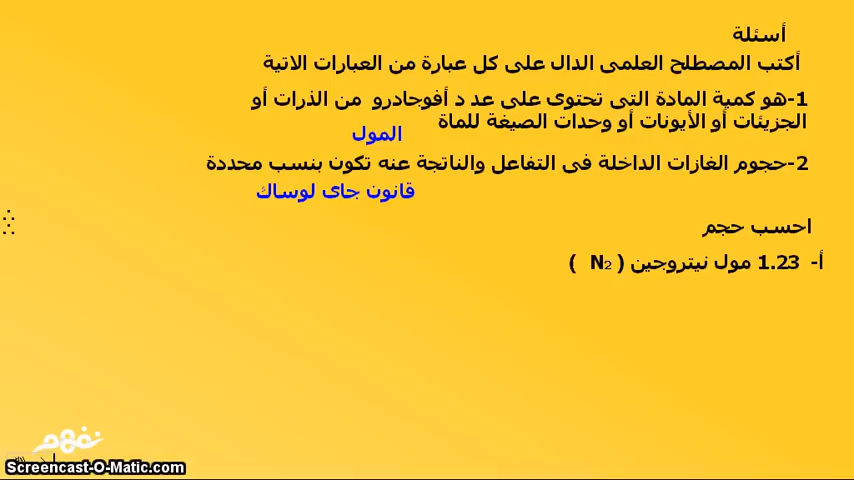 أسئلة
أكتب المصطلح العلمى الدال على كل عبارة من العبارات الاتية
1-هو كمية المادة التى تحتوى على عد د أفوجادرو من الذرات أو
الجزيئات أو الأيونات أو وحدات الصيغة للماة
المول
2-حجوم الغازات الداخلة فى التفاعل والناتجة عنه تكون بنسب محددة
قانون جاى لوساك
احسب حجم
أ- 1.23 مول نيتروجين ( N₂ )
نفهم
Screencast-O-Matic.com